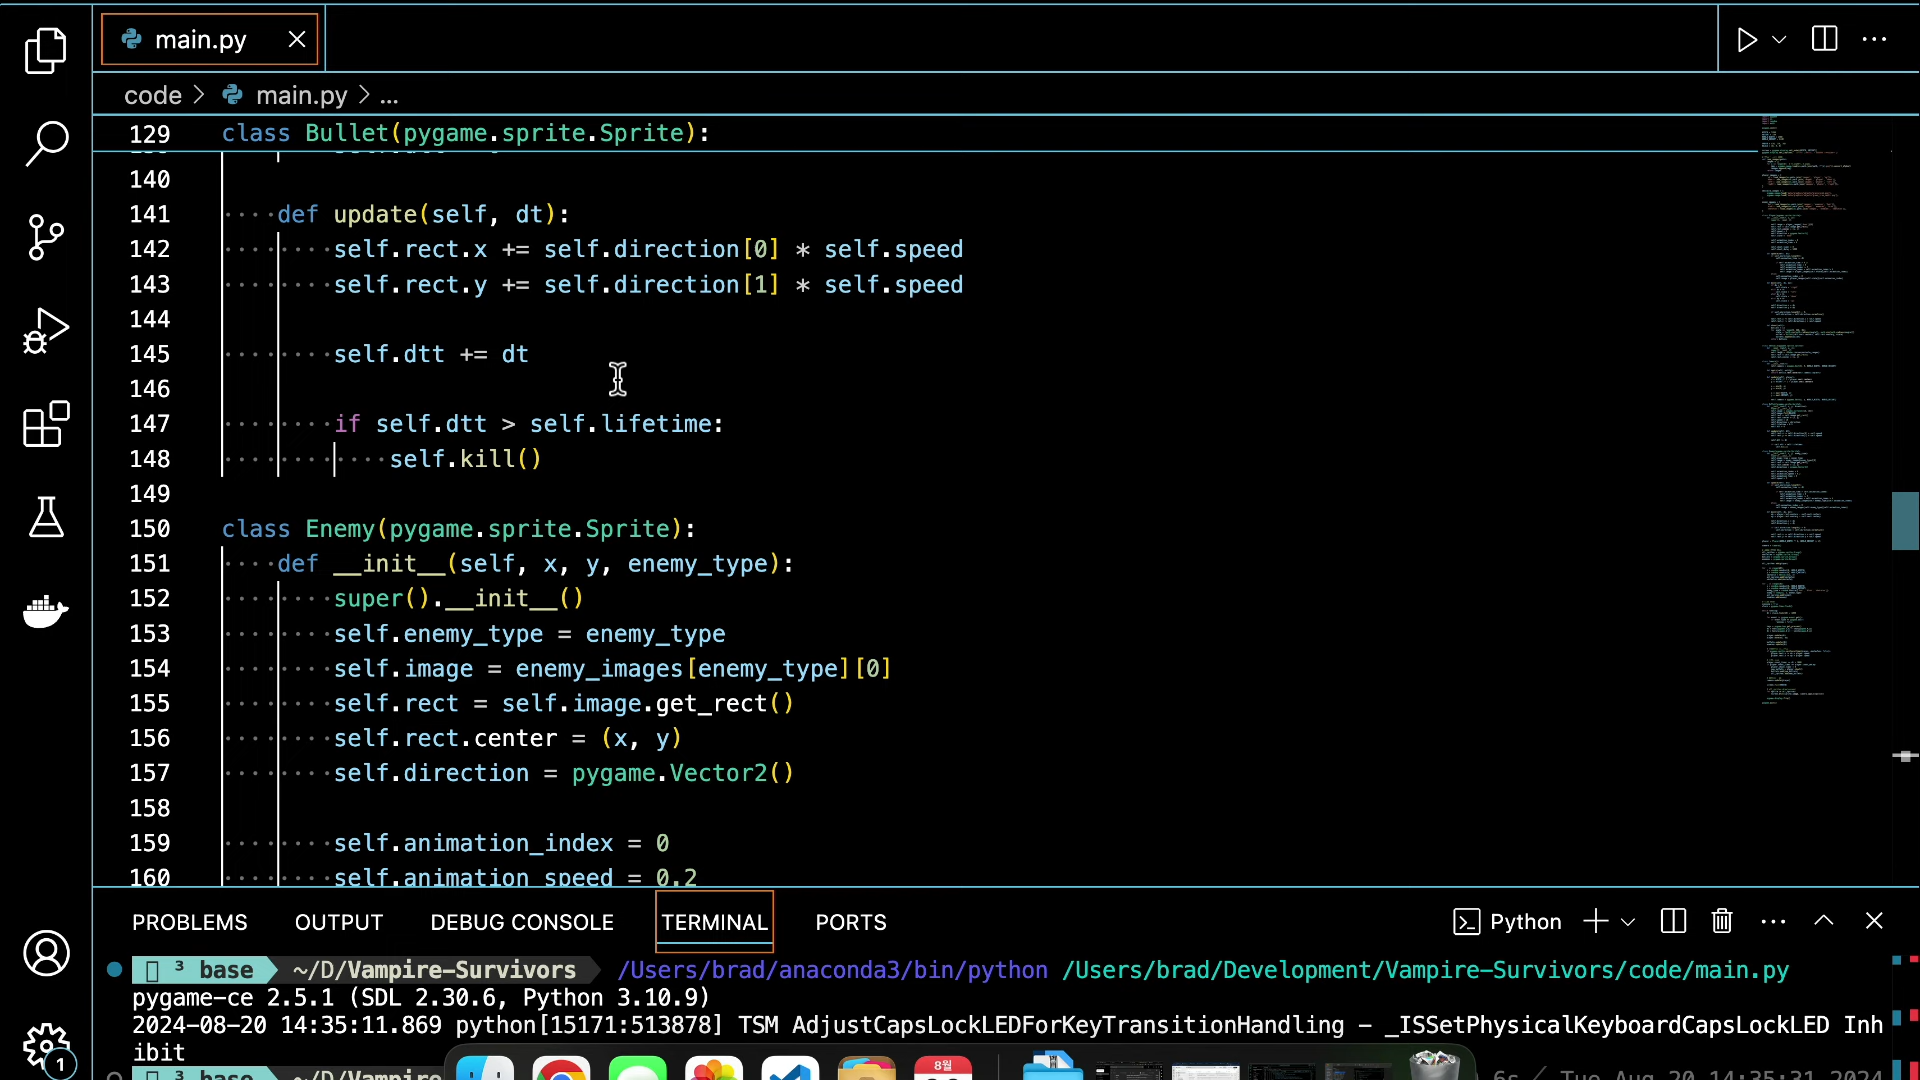 main.py
code > main.py > ...
129 class Bullet(pygame.sprite.Sprite):
140
141 def update(self, dt):
142 self.rect.x += self.direction[0] * self.speed
143 self.rect.y += self.direction[1] * self.speed
144
145 self.dtt += dt
146
147 if self.dtt > self.lifetime:
148 self.kill()
149
150 class Enemy(pygame.sprite.Sprite):
151 def __init__(self, x, y, enemy_type):
152 super().__init__()
153 self.enemy_type = enemy_type
154 self.image = enemy_images[enemy_type][0]
155 self.rect = self.image.get_rect()
156 self.rect.center = (x, y)
157 self.direction = pygame.Vector2()
158
159 self.animation_index = 0
160 self.animation_speed = 0.2
PROBLEMS OUTPUT DEBUG CONSOLE TERMINAL PORTS Python
3 base ~/D/Vampire-Survivors /Users/brad/anaconda3/bin/python /Users/brad/Development/Vampire-Survivors/code/main.py
pygame-ce 2.5.1 (SDL 2.30.6, Python 3.10.9)
2024-08-20 14:35:11.869 python[15171:513878] TSM AdjustCapsLockLEDForKeyTransitionHandling - _ISSetPhysicalKeyboardCapsLockLED Inh
ibit
3 base ~/D/Vampire 6s / Tue Aug 20 14:35:31 2024
1
8월